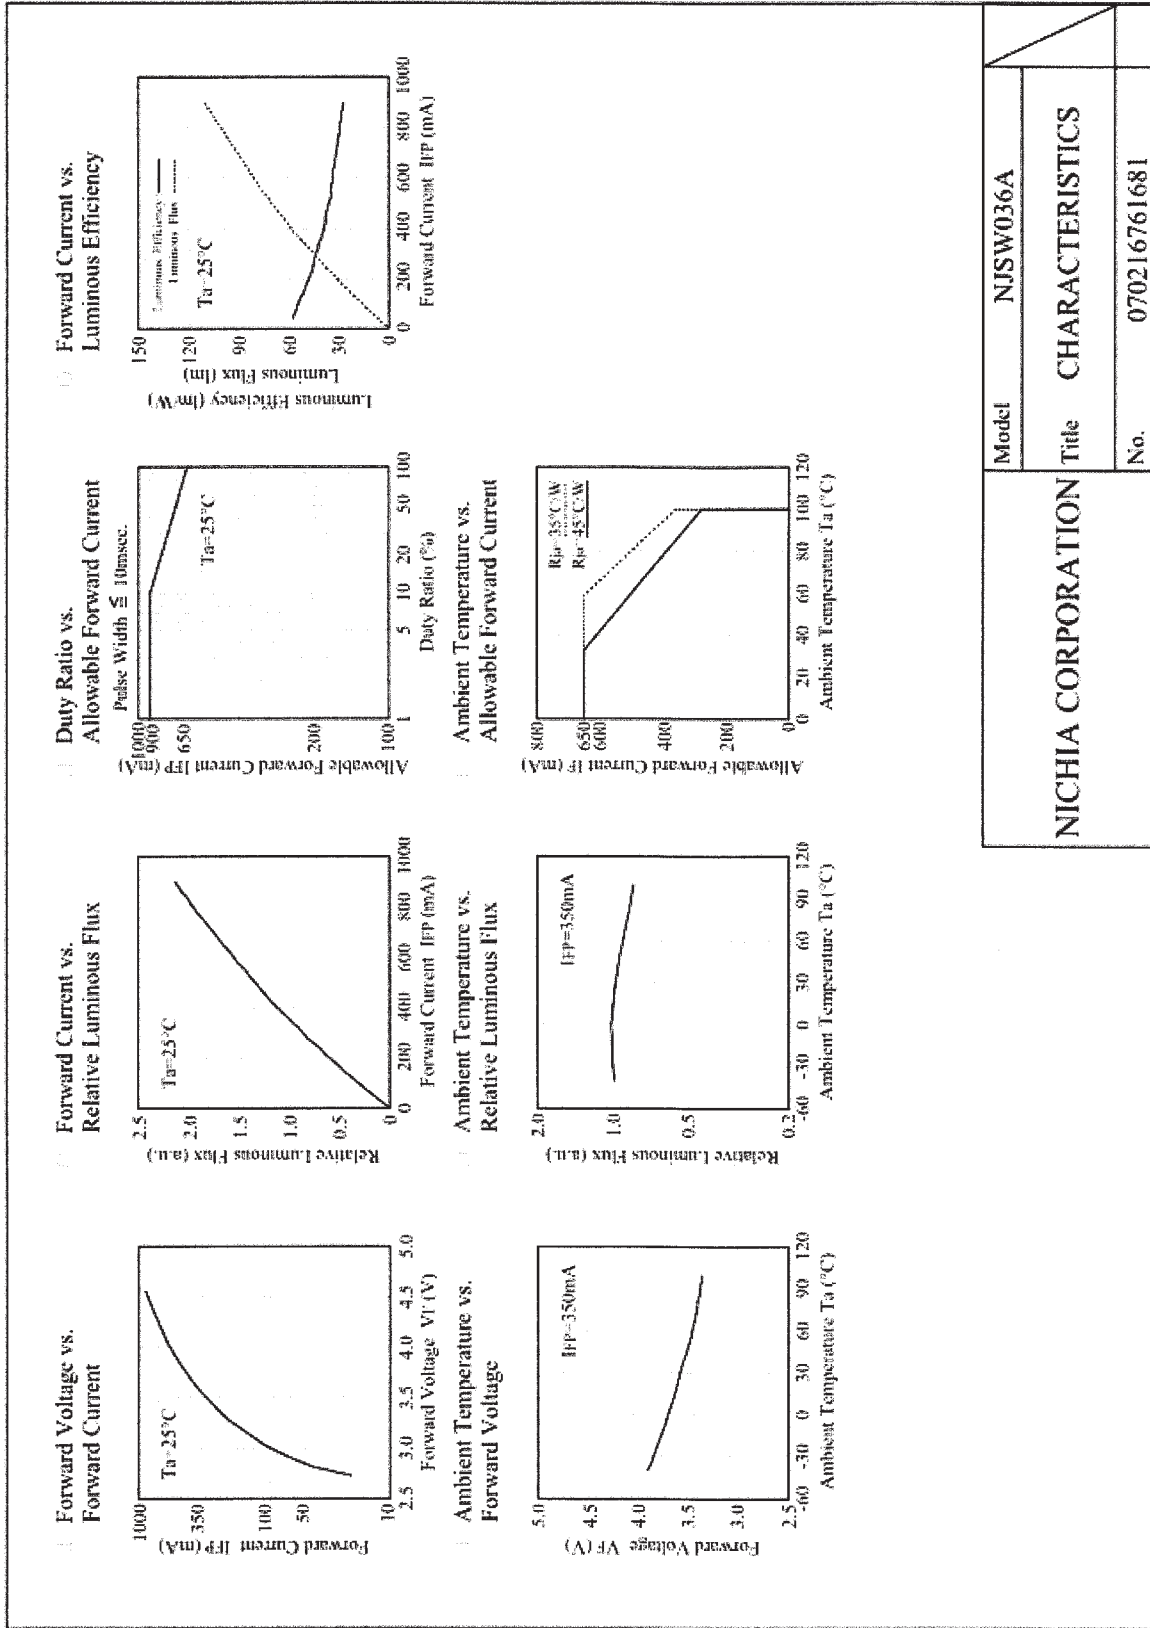 Forward Voltage vs.
Forward Current
1000
350
100
50
10
Forward Current IFP (mA)
Ta=25°C
2.5 3.0 3.5 4.0 4.5 5.0
Forward Voltage VF (V)
Forward Current vs.
Relative Luminous Flux
2.5
2.0
1.5
1.0
0.5
0
Relative Luminous Flux (a.u.)
Ta=25°C
0 200 400 600 800 1000
Forward Current IFP (mA)
Duty Ratio vs.
Allowable Forward Current
Pulse Width ≦ 10msec.
1000
900
650
200
100
Allowable Forward Current IFP (mA)
Ta=25°C
1 5 10 20 50 100
Duty Ratio (%)
Forward Current vs.
Luminous Efficiency
Luminous Efficiency
Luminous Flux
150
120
90
60
30
0
Luminous Efficiency (lm/W)
Luminous Flux (lm)
Ta=25°C
0 200 400 600 800 1000
Forward Current IFP (mA)
Ambient Temperature vs.
Forward Voltage
5.0
4.5
4.0
3.5
3.0
2.5
Forward Voltage VF (V)
IFP=350mA
-60 -30 0 30 60 90 120
Ambient Temperature Ta (°C)
Ambient Temperature vs.
Relative Luminous Flux
2.0
1.0
0.5
0.2
Relative Luminous Flux (a.u.)
IFP=350mA
-60 -30 0 30 60 90 120
Ambient Temperature Ta (°C)
Ambient Temperature vs.
Allowable Forward Current
800
650
600
400
200
0
Allowable Forward Current IF (mA)
Rja=35°C/W
Rja=45°C/W
0 20 40 60 80 100 120
Ambient Temperature Ta (°C)
NICHIA CORPORATION
Model NJSW036A
Title CHARACTERISTICS
No. 070216761681